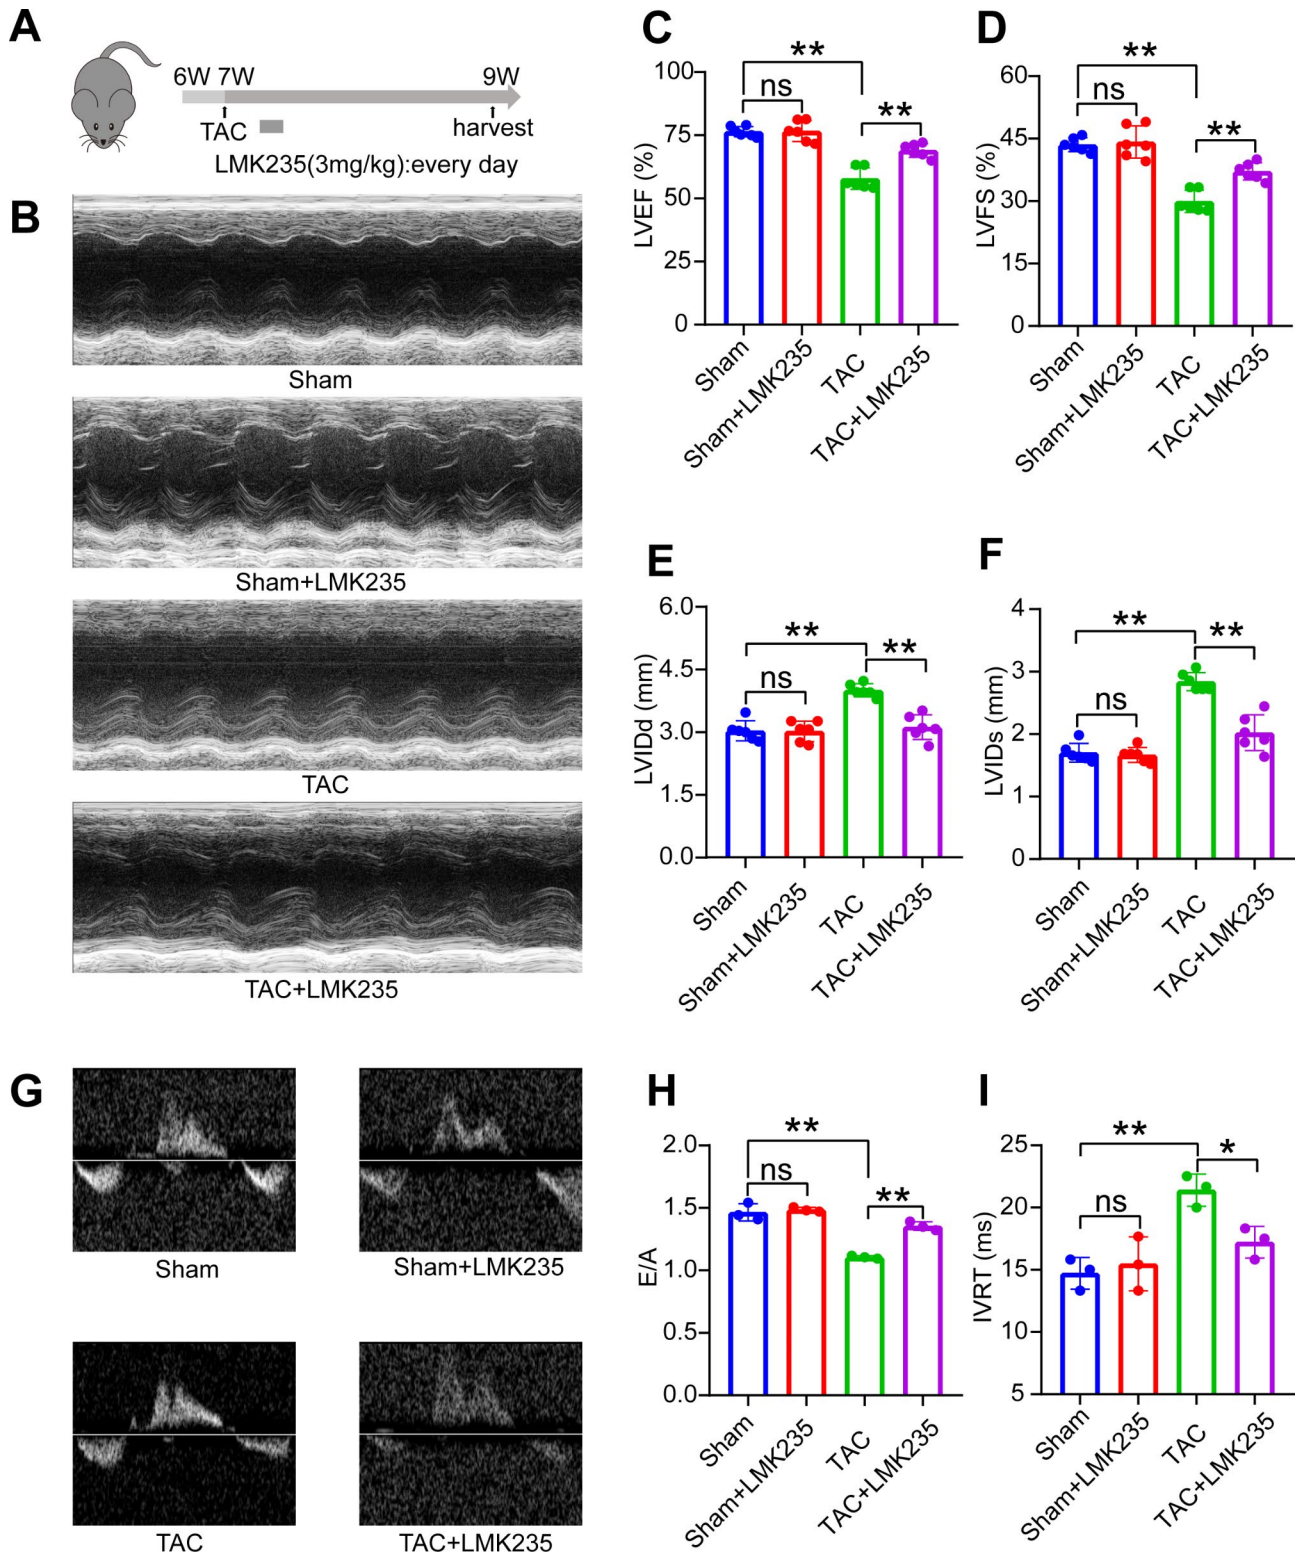 A
6W 7W 9W
TAC harvest
LMK235(3mg/kg):every day
B
Sham
Sham+LMK235
TAC
TAC+LMK235
C
**
ns
**
100
75
50
25
0
LVEF (%)
Sham
Sham+LMK235
TAC
TAC+LMK235
D
**
ns
**
60
45
30
15
0
LVFS (%)
Sham
Sham+LMK235
TAC
TAC+LMK235
E
**
ns
**
6.0
4.5
3.0
1.5
0.0
LVIDd (mm)
Sham
Sham+LMK235
TAC
TAC+LMK235
F
**
ns
**
4
3
2
1
0
LVIDs (mm)
Sham
Sham+LMK235
TAC
TAC+LMK235
G
Sham
Sham+LMK235
TAC
TAC+LMK235
H
**
ns
**
2.0
1.5
1.0
0.5
0.0
E/A
Sham
Sham+LMK235
TAC
TAC+LMK235
I
**
ns
*
25
20
15
10
5
IVRT (ms)
Sham
Sham+LMK235
TAC
TAC+LMK235